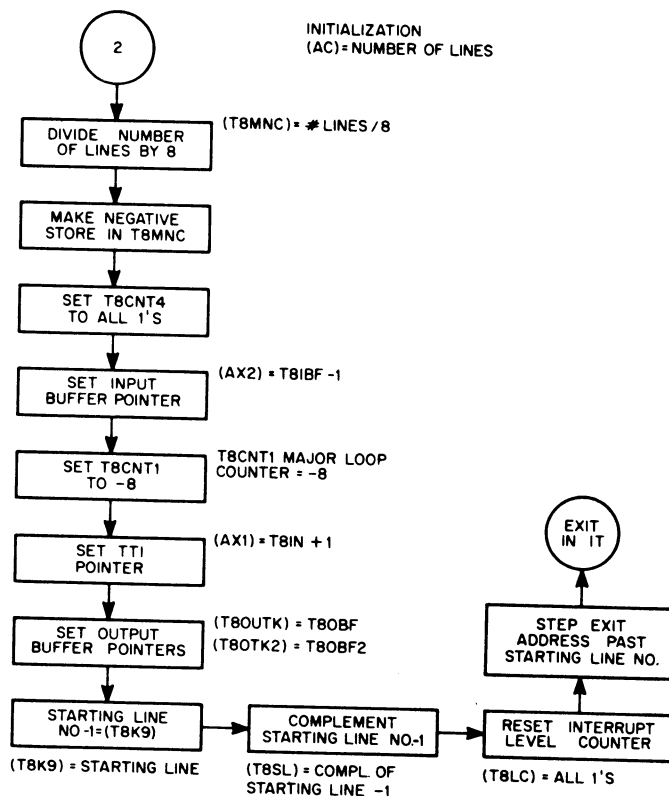 INITIALIZATION
(AC)=NUMBER OF LINES
2
DIVIDE NUMBER
OF LINES BY 8
(T8MNC)= # LINES/8
MAKE NEGATIVE
STORE IN T8MNC
SET T8CNT4
TO ALL 1'S
SET INPUT
BUFFER POINTER
(AX2) = T8IBF -1
SET T8CNT1
TO -8
T8CNT1 MAJOR LOOP
COUNTER = -8
SET TTI
POINTER
(AX1) = T8IN +1
SET OUTPUT
BUFFER POINTERS
(T8OUTK) = T8OBF
(T8OTK2) = T8OBF2
STARTING LINE
NO-1=(T8K9)
(T8K9) = STARTING LINE
COMPLEMENT
STARTING LINE NO.-1
(T8SL) = COMPL. OF
STARTING LINE -1
RESET INTERRUPT
LEVEL COUNTER
(T8LC) = ALL 1'S
STEP EXIT
ADDRESS PAST
STARTING LINE NO.
EXIT
IN IT